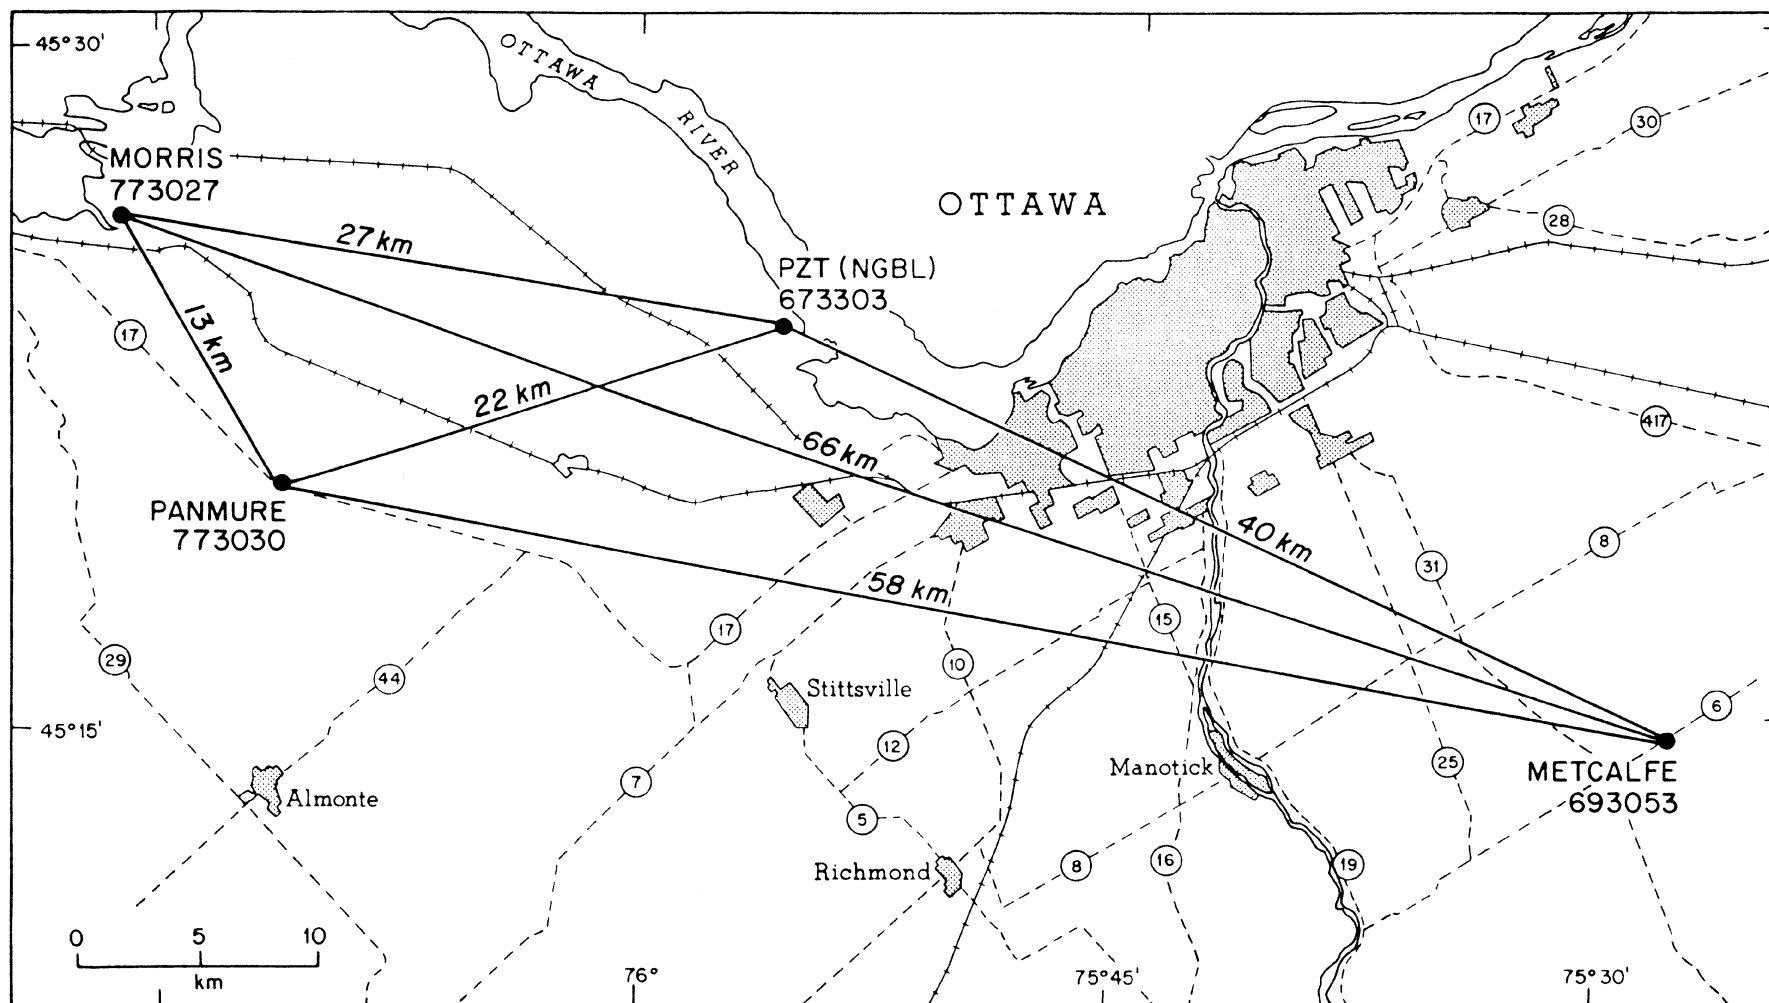 45°30'
OTTAWA
RIVER
17
30
MORRIS
773027
OTTAWA
28
27 km
PZT (NGBL)
673303
13 km
17
22 km
417
66 km
PANMURE
773030
40 km
8
31
58 km
15
17
29
10
44
Stittsville
6
45°15'
12
Manotick
25
METCALFE
693053
7
Almonte
5
8
16
19
Richmond
0 5 10
km
76°
75°45'
75°30'